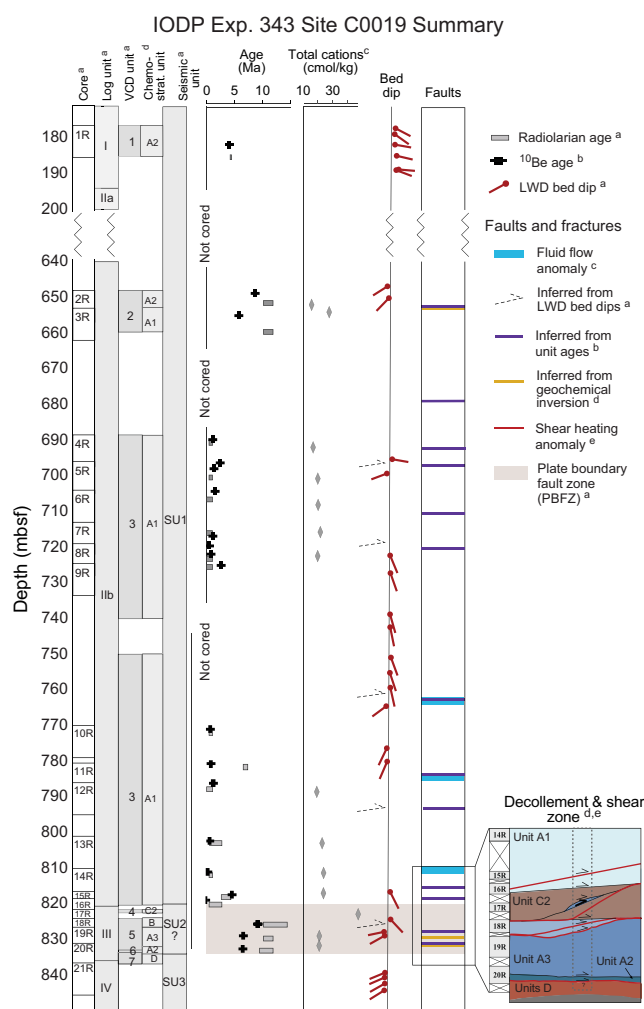 IODP Exp. 343 Site C0019 Summary
Core a
Log unit a
VCD unit a
Chemo- d
strat. unit
Seismic a
unit
Age
(Ma)
0 5 10
Total cations c
(cmol/kg)
10 20 30
Bed
dip
Faults
Depth (mbsf)
180
190
200
640
650
660
670
680
690
700
710
720
730
740
750
760
770
780
790
800
810
820
830
840
1R
2R
3R
4R
5R
6R
7R
8R
9R
10R
11R
12R
13R
14R
15R
16R
17R
18R
19R
20R
21R
I
IIa
IIb
III
IV
1
2
3
3
4
5
6
7
A2
A2
A1
A1
A1
C2
B
A3
A2
D
SU1
SU2
?
SU3
Not cored
Not cored
Not cored
Radiolarian age a
10Be age b
LWD bed dip a
Faults and fractures
Fluid flow
anomaly c
Inferred from
LWD bed dips a
Inferred from
unit ages b
Inferred from
geochemical
inversion d
Shear heating
anomaly e
Plate boundary
fault zone
(PBFZ) a
Decollement & shear
zone d,e
14R
15R
16R
17R
18R
19R
20R
Unit A1
Unit C2
Unit A3
Unit A2
Units D
?